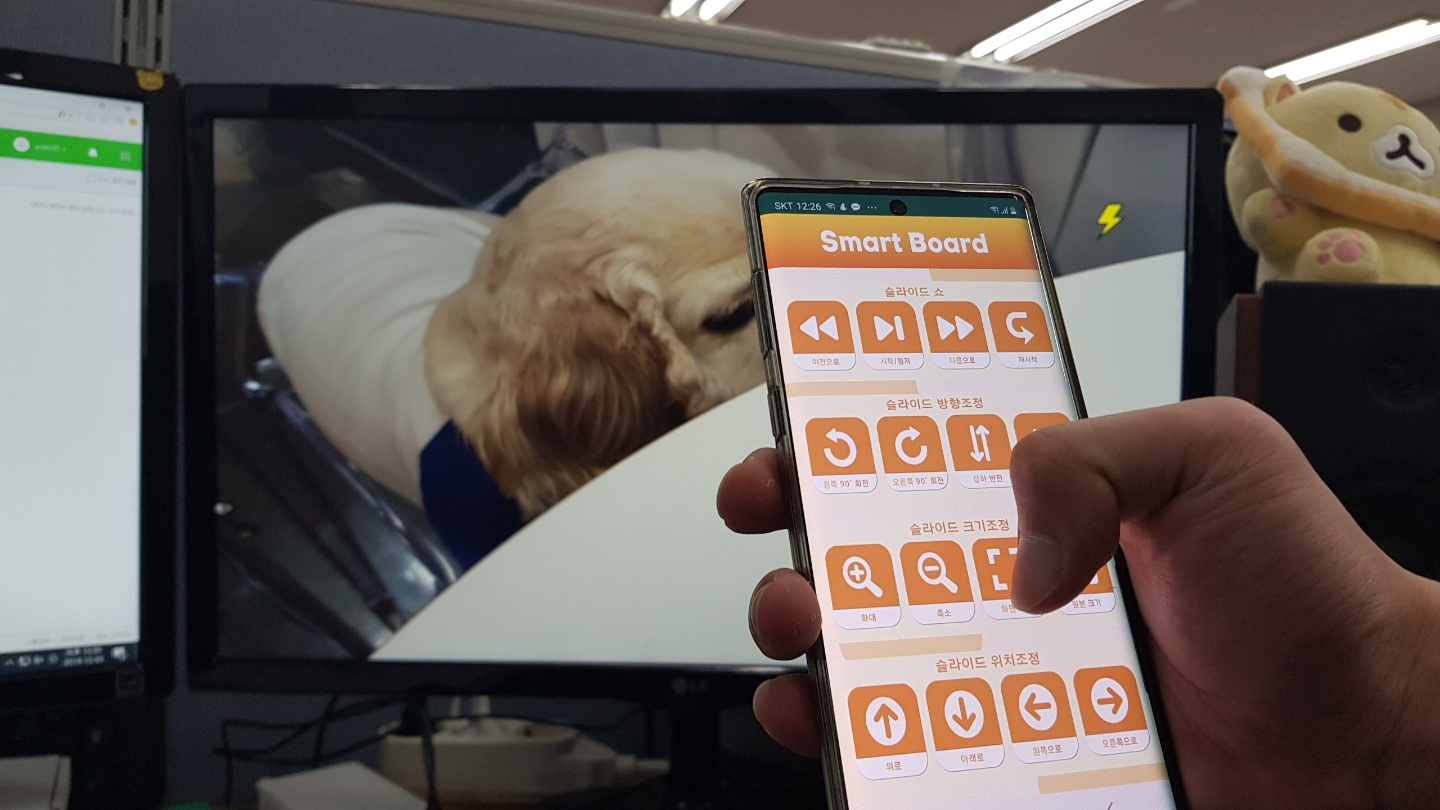 SKT 12:26
Smart Board
슬라이드 쇼
이전으로 시작/정지 다음으로 재시작
슬라이드 방향조정
왼쪽 90° 회전 오른쪽 90° 회전 상하 반전
슬라이드 크기조정
확대 축소 화면 원본 크기
슬라이드 위치조정
위로 아래로 왼쪽으로 오른쪽으로
LG